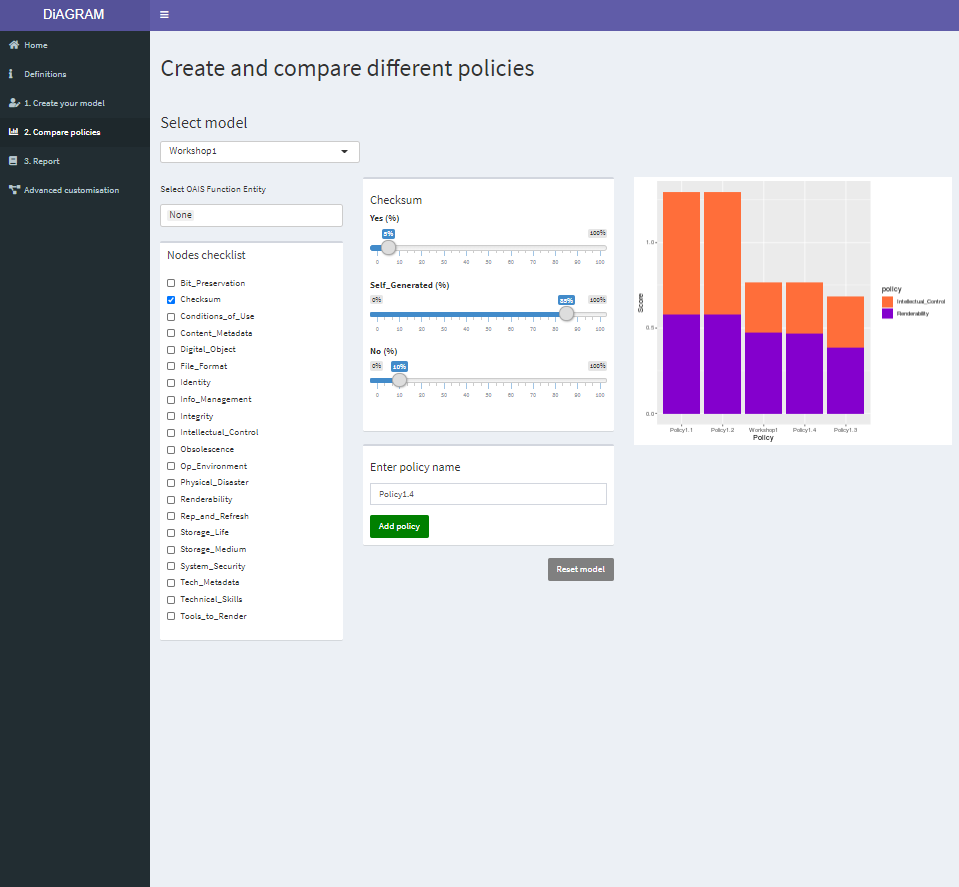 DiAGRAM
Home
Definitions
1. Create your model
2. Compare policies
3. Report
Advanced customisation
Create and compare different policies
Select model
Workshop1
Select OAIS Function Entity
None
Nodes checklist
Bit_Preservation
Checksum
Conditions_of_Use
Content_Metadata
Digital_Object
File_Format
Identity
Info_Management
Integrity
Intellectual_Control
Obsolescence
Op_Environment
Physical_Disaster
Renderability
Rep_and_Refresh
Storage_Life
Storage_Medium
System_Security
Tech_Metadata
Technical_Skills
Tools_to_Render
Checksum
Yes (%)
5% 100%
0 10 20 30 40 50 60 70 80 90 100
Self_Generated (%)
0% 85% 100%
0 10 20 30 40 50 60 70 80 90 100
No (%)
0% 10% 100%
0 10 20 30 40 50 60 70 80 90 100
Enter policy name
Policy1.4
Add policy
Reset model
Score
1.0
0.5
0.0
Policy1.1 Policy1.2 Workshop1 Policy1.4 Policy1.3
Policy
policy
Intellectual_Control
Renderability